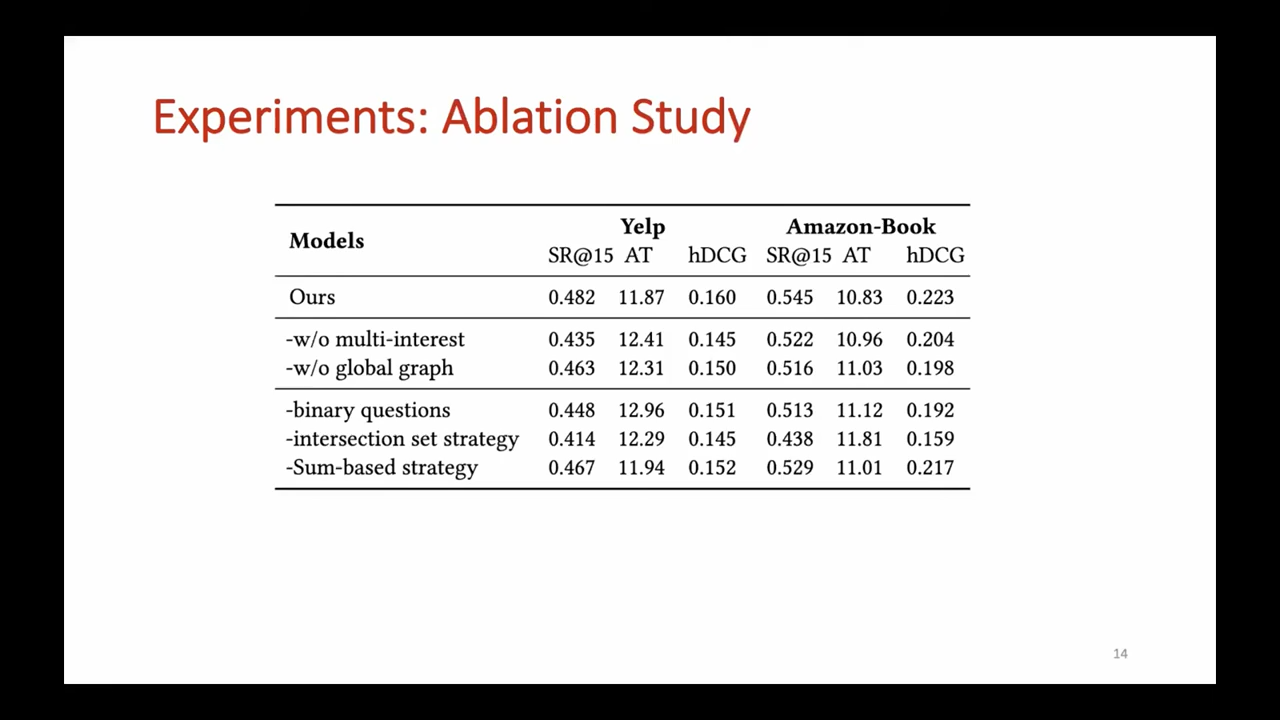 Experiments: Ablation Study
Models Yelp Amazon-Book
SR@15 AT hDCG SR@15 AT hDCG
Ours 0.482 11.87 0.160 0.545 10.83 0.223
-w/o multi-interest 0.435 12.41 0.145 0.522 10.96 0.204
-w/o global graph 0.463 12.31 0.150 0.516 11.03 0.198
-binary questions 0.448 12.96 0.151 0.513 11.12 0.192
-intersection set strategy 0.414 12.29 0.145 0.438 11.81 0.159
-Sum-based strategy 0.467 11.94 0.152 0.529 11.01 0.217
14